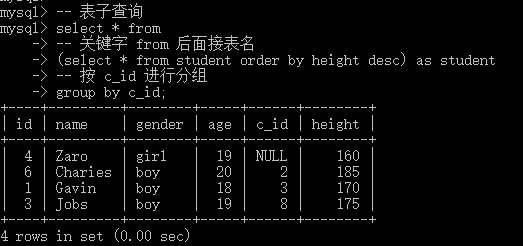 mysql> -- 表子查询
mysql> select * from
    -> -- 关键字 from 后面接表名
    -> (select * from student order by height desc) as student
    -> -- 按 c_id 进行分组
    -> group by c_id;
+----+---------+--------+-----+------+--------+
| id | name    | gender | age | c_id | height |
+----+---------+--------+-----+------+--------+
|  4 | Zaro    | girl   |  19 | NULL |    160 |
|  6 | Charies | boy    |  20 |    2 |    185 |
|  1 | Gavin   | boy    |  18 |    3 |    170 |
|  3 | Jobs    | boy    |  19 |    8 |    175 |
+----+---------+--------+-----+------+--------+
4 rows in set (0.00 sec)